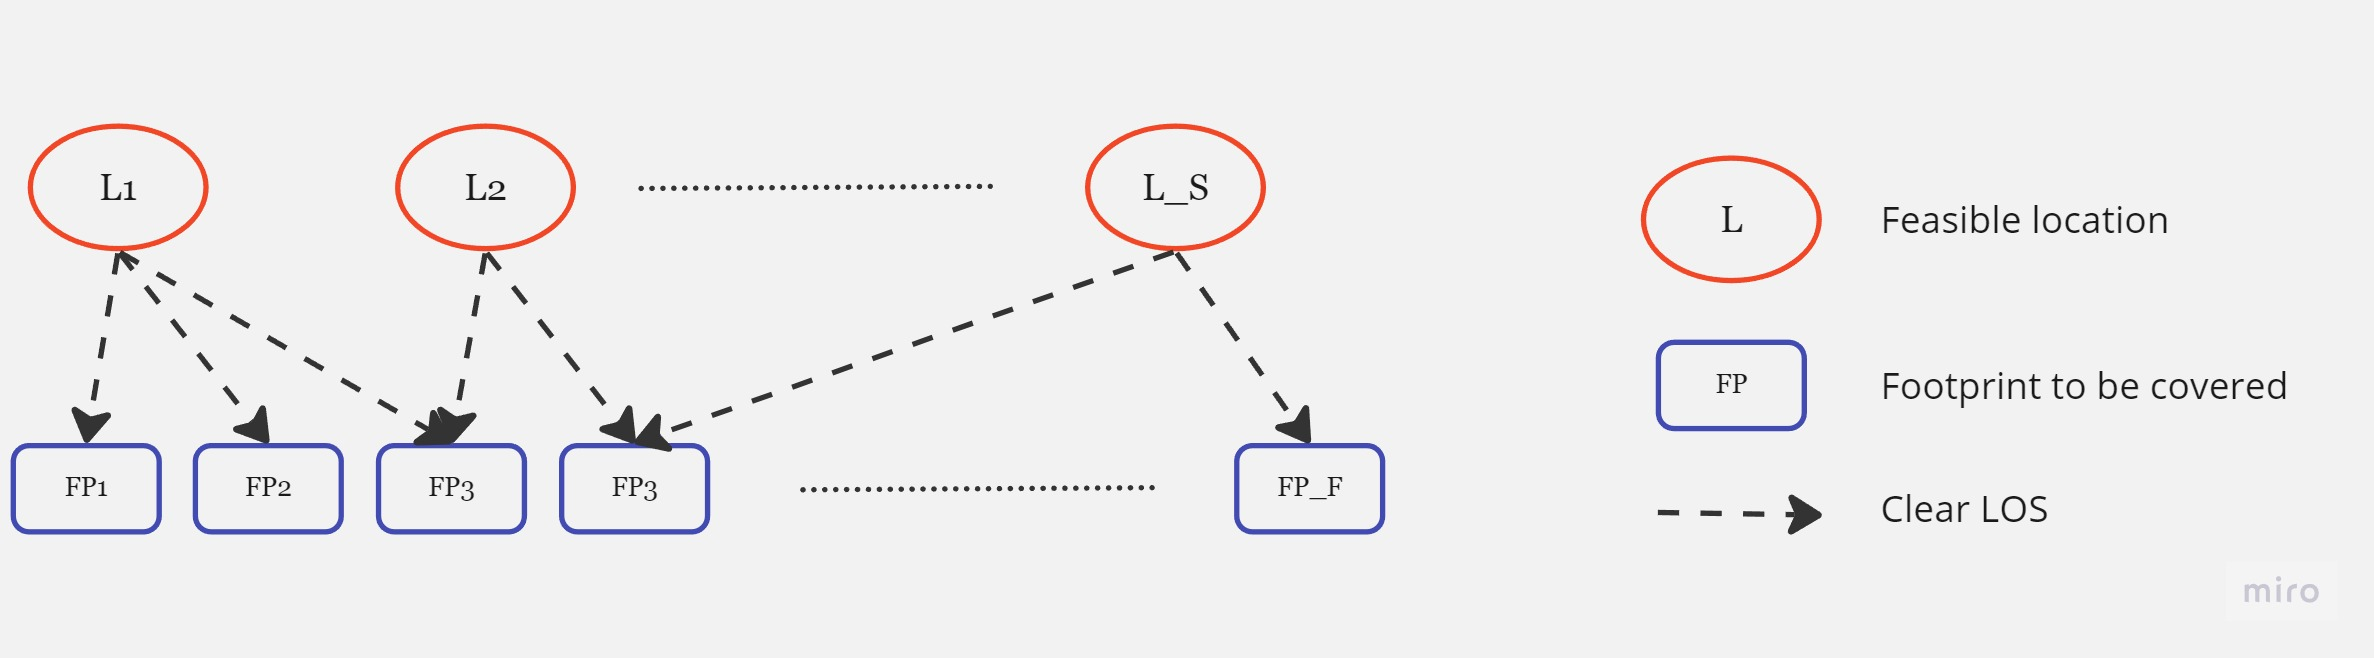 L1
L2
L_S
FP1
FP2
FP3
FP3
FP_F
L
Feasible location
FP
Footprint to be covered
Clear LOS
miro